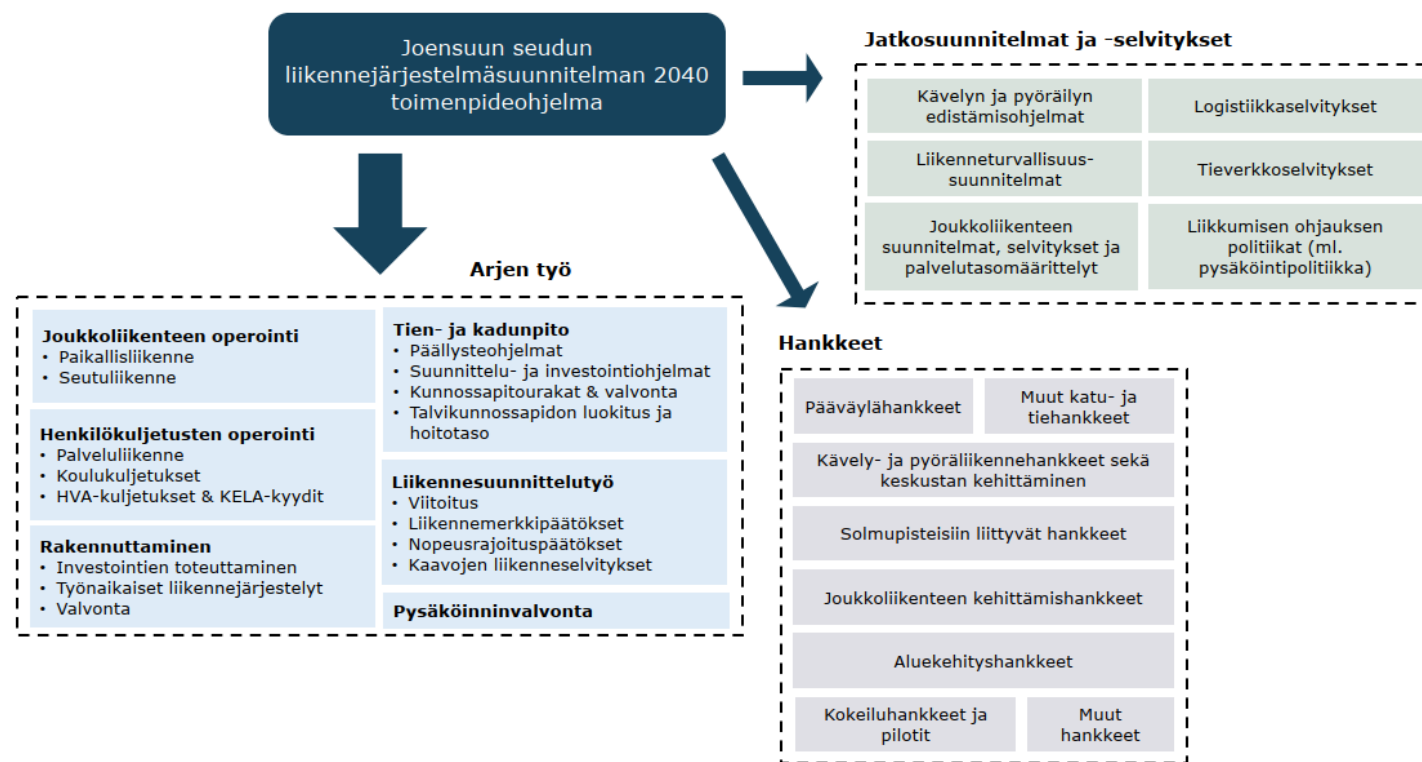 Joensuun seudun
liikennejärjestelmäsuunnitelman 2040
toimenpideohjelma
Jatkosuunnitelmat ja -selvitykset
Kävelyn ja pyöräilyn
edistämisohjelmat
Logistiikkaselvitykset
Liikenneturvallisuus-
suunnitelmat
Tieverkkoselvitykset
Joukkoliikenteen
suunnitelmat, selvitykset ja
palvelutasomäärittelyt
Liikkumisen ohjauksen
politiikat (ml.
pysäköintipolitiikka)
Arjen työ
Joukkoliikenteen operointi
• Paikallisliikenne
• Seutuliikenne
Henkilökuljetusten operointi
• Palveluliikenne
• Koulukuljetukset
• HVA-kuljetukset & KELA-kyydit
Rakennuttaminen
• Investointien toteuttaminen
• Työnaikaiset liikennejärjestelyt
• Valvonta
Tien- ja kadunpito
• Päällysteohjelmat
• Suunnittelu- ja investointiohjelmat
• Kunnossapitourakat & valvonta
• Talvikunnossapidon luokitus ja
hoitotaso
Liikennesuunnittelutyö
• Viitoitus
• Liikennemerkkipäätökset
• Nopeusrajoituspäätökset
• Kaavojen liikenneselvitykset
Pysäköinninvalvonta
Hankkeet
Pääväylähankkeet
Muut katu- ja
tiehankkeet
Kävely- ja pyöräliikennehankkeet sekä
keskustan kehittäminen
Solmupisteisiin liittyvät hankkeet
Joukkoliikenteen kehittämishankkeet
Aluekehityshankkeet
Kokeiluhankkeet ja
pilotit
Muut
hankkeet